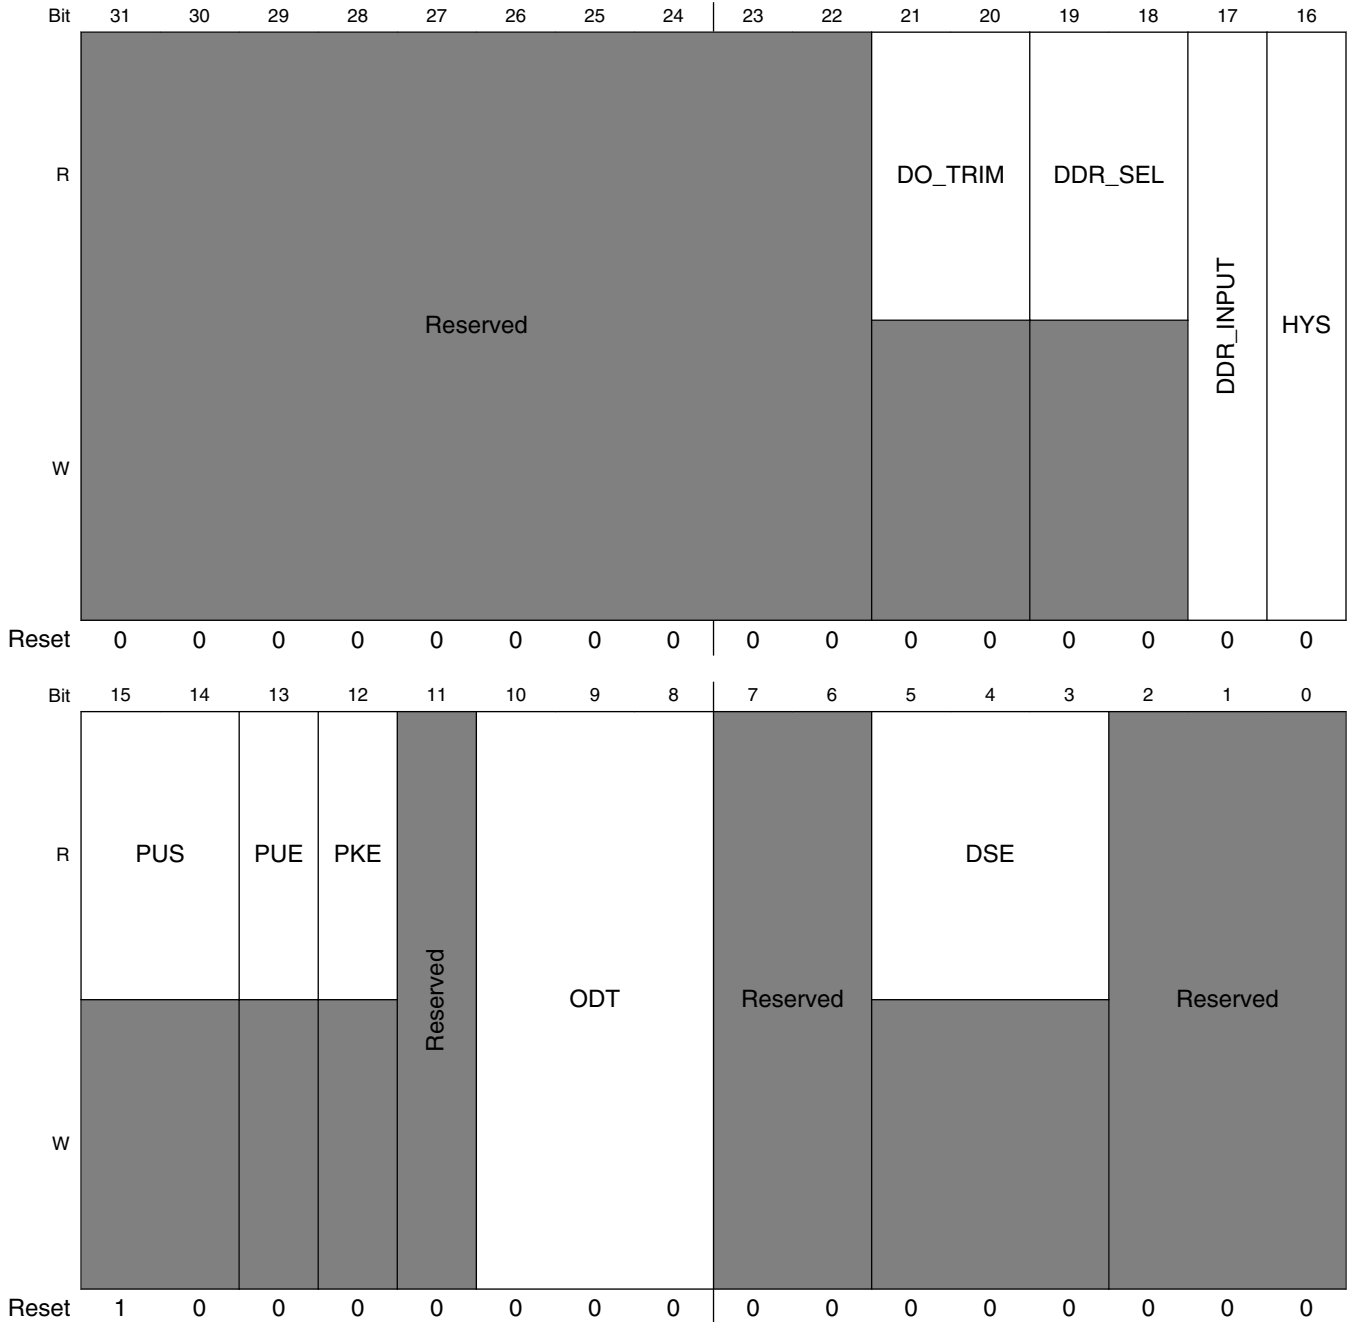 Bit 31 30 29 28 27 26 25 24 23 22 21 20 19 18 17 16
R DO_TRIM DDR_SEL
Reserved DDR_INPUT HYS
W
Reset 0 0 0 0 0 0 0 0 0 0 0 0 0 0 0 0
Bit 15 14 13 12 11 10 9 8 7 6 5 4 3 2 1 0
R PUS PUE PKE DSE
Reserved ODT Reserved Reserved
W
Reset 1 0 0 0 0 0 0 0 0 0 0 0 0 0 0 0